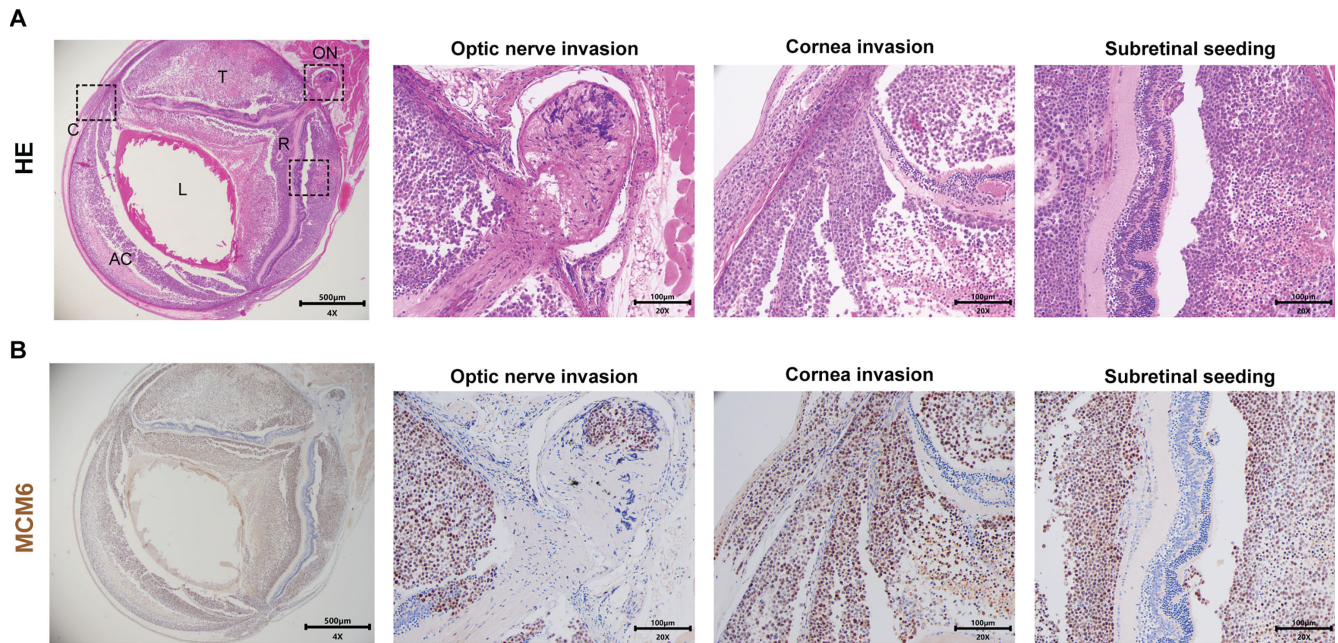 A
HE
T
ON
C
R
L
AC
500μm
4X
Optic nerve invasion
100μm
20X
Cornea invasion
100μm
20X
Subretinal seeding
100μm
20X
B
MCM6
500μm
4X
Optic nerve invasion
100μm
20X
Cornea invasion
100μm
20X
Subretinal seeding
100μm
20X